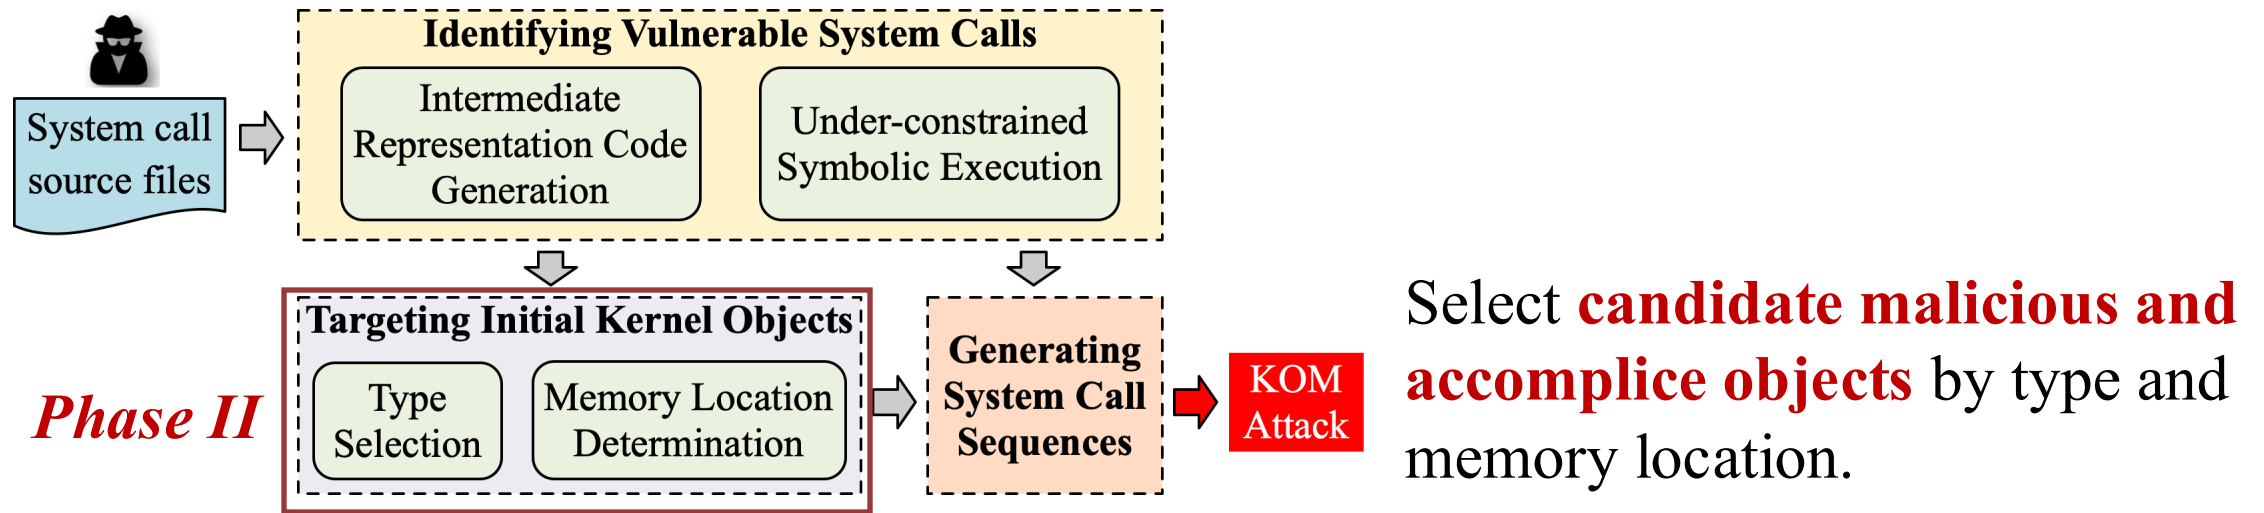 Identifying Vulnerable System Calls
System call
source files
Intermediate
Representation Code
Generation
Under-constrained
Symbolic Execution
Phase II
Targeting Initial Kernel Objects
Type
Selection
Memory Location
Determination
Generating
System Call
Sequences
KOM
Attack
Select candidate malicious and
accomplice objects by type and
memory location.